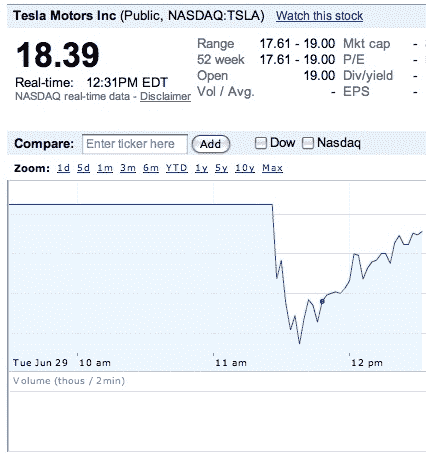 Tesla Motors Inc (Public, NASDAQ:TSLA) Watch this stock
18.39
Real-time: 12:31PM EDT
NASDAQ real-time data - Disclaimer
Range 17.61 - 19.00 Mkt cap -
52 week 17.61 - 19.00 P/E -
Open 19.00 Div/yield -
Vol / Avg. - EPS -
Compare: Enter ticker here Add Dow Nasdaq
Zoom: 1d 5d 1m 3m 6m YTD 1y 5y 10y Max
Tue Jun 29 10 am 11 am 12 pm
Volume (thous / 2min)